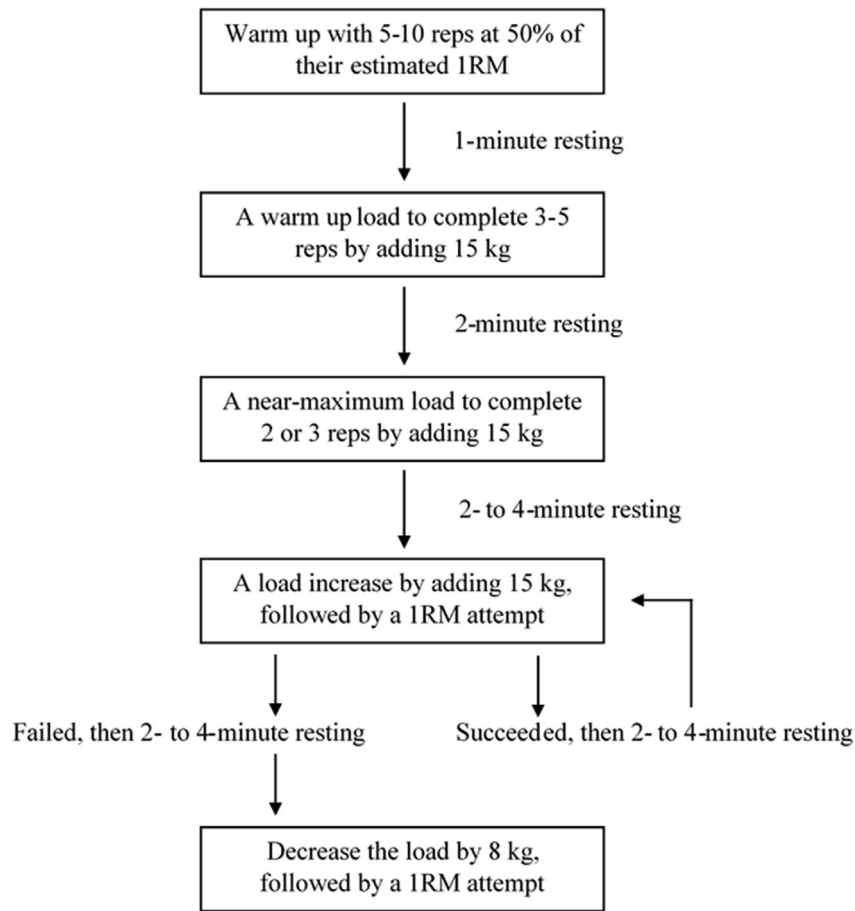 Warm up with 5-10 reps at 50% of
their estimated 1RM
1-minute resting
A warm up load to complete 3-5
reps by adding 15 kg
2-minute resting
A near-maximum load to complete
2 or 3 reps by adding 15 kg
2- to 4-minute resting
A load increase by adding 15 kg,
followed by a 1RM attempt
Failed, then 2- to 4-minute resting
Succeeded, then 2- to 4-minute resting
Decrease the load by 8 kg,
followed by a 1RM attempt